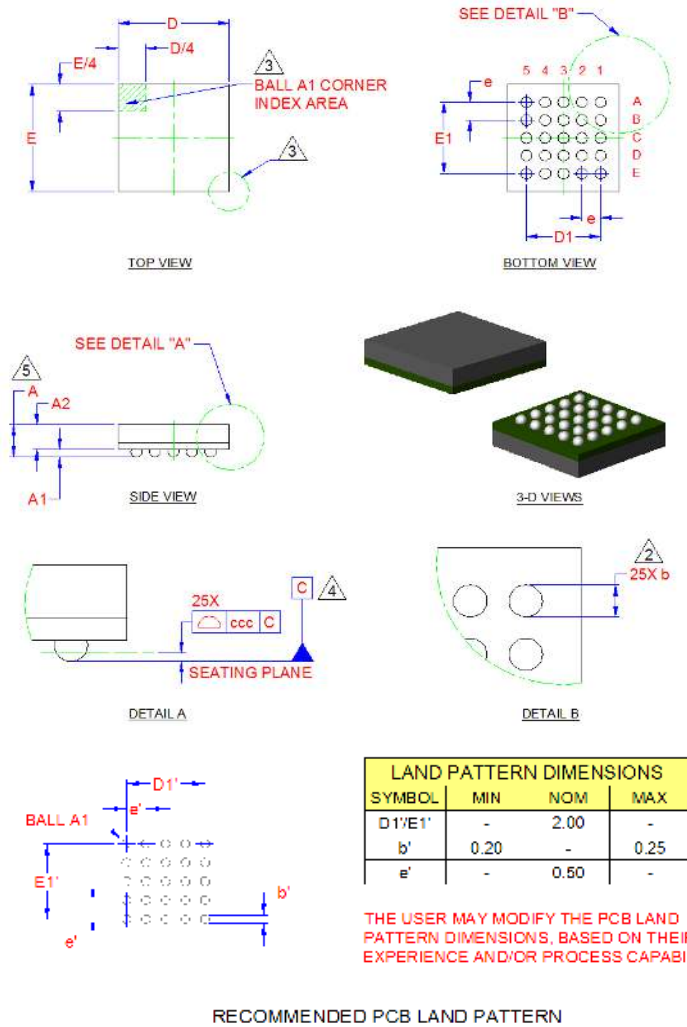 D
D/4
E/4
3
BALL A1 CORNER
INDEX AREA
E
3
TOP VIEW
SEE DETAIL "B"
5 4 3 2 1
e
A
B
C
D
E
E1
e
D1
BOTTOM VIEW
SEE DETAIL "A"
5
A
A2
A1
SIDE VIEW
3-D VIEWS
25X
ccc C
C
4
SEATING PLANE
DETAIL A
2
25X b
DETAIL B
D1'
e'
BALL A1
E1'
b'
e'
LAND PATTERN DIMENSIONS
SYMBOL MIN NOM MAX
D1'/E1' - 2.00 -
b' 0.20 - 0.25
e' - 0.50 -
THE USER MAY MODIFY THE PCB LAND
PATTERN DIMENSIONS, BASED ON THEI
EXPERIENCE AND/OR PROCESS CAPABI
RECOMMENDED PCB LAND PATTERN